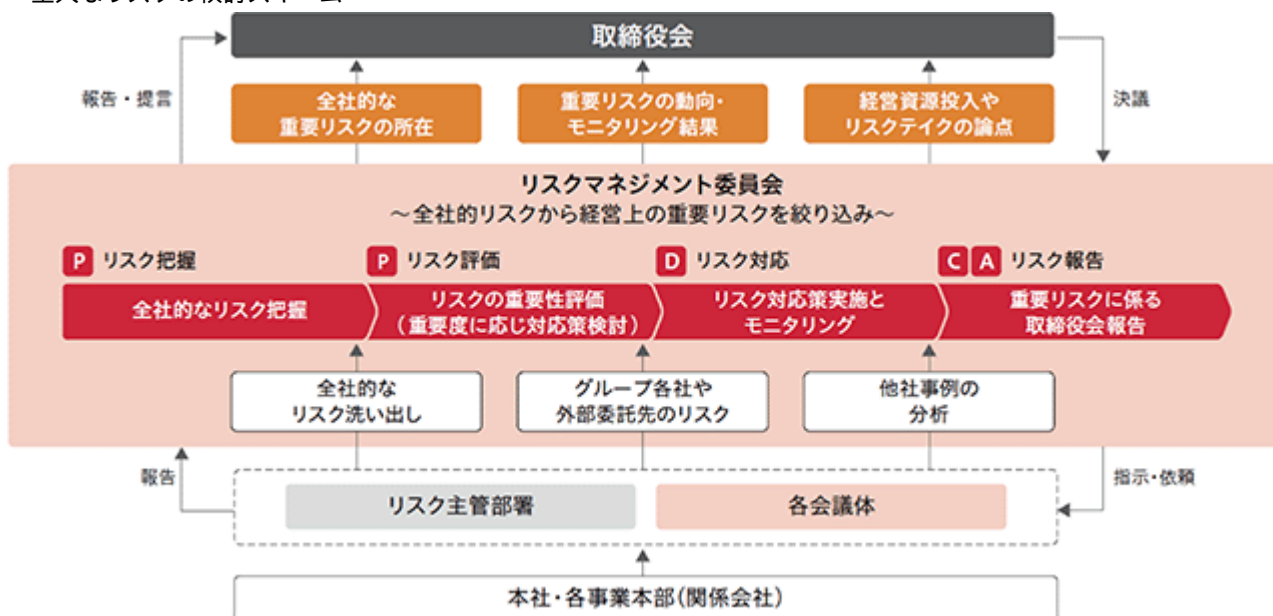 取締役会
報告・提言
全社的な
重要リスクの所在
重要リスクの動向・
モニタリング結果
経営資源投入や
リスクテイクの論点
決議
リスクマネジメント委員会
～全社的リスクから経営上の重要リスクを絞り込み～
P リスク把握
P リスク評価
D リスク対応
C A リスク報告
全社的なリスク把握
リスクの重要性評価
（重要度に応じ対応策検討）
リスク対応策実施と
モニタリング
重要リスクに係る
取締役会報告
全社的な
リスク洗い出し
グループ各社や
外部委託先のリスク
他社事例の
分析
報告
指示・依頼
リスク主管部署
各会議体
本社・各事業本部（関係会社）